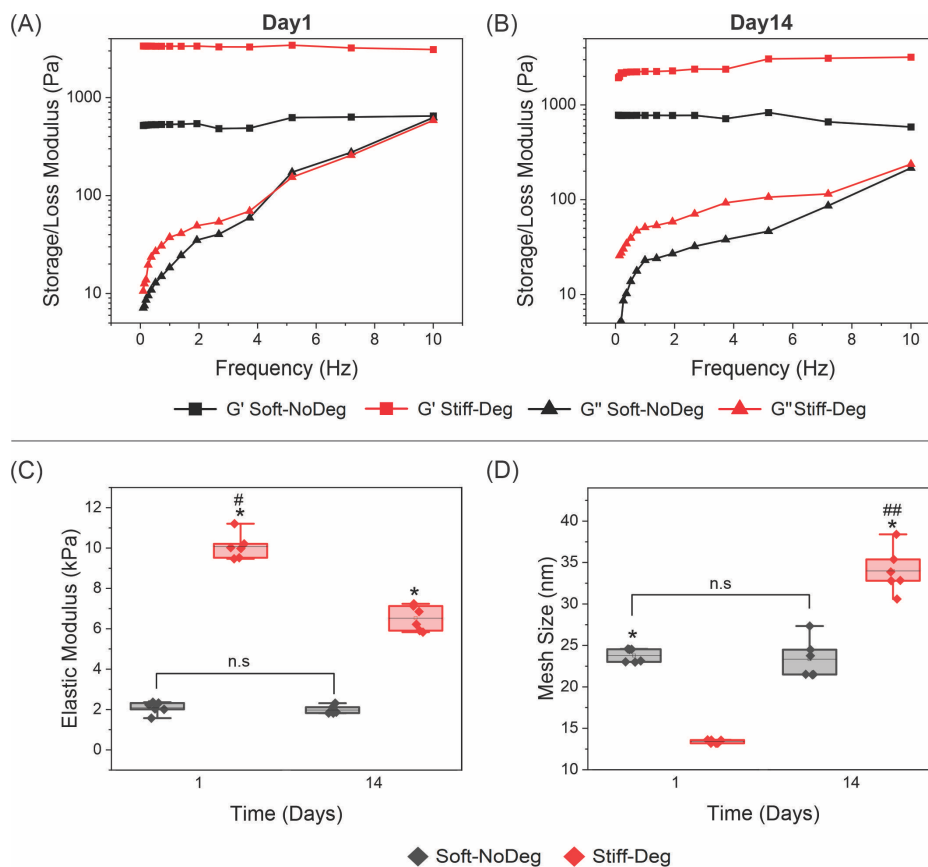 (A)
Day1
Storage/Loss Modulus (Pa)
1000
100
10
0 2 4 6 8 10
Frequency (Hz)
(B)
Day14
Storage/Loss Modulus (Pa)
1000
100
10
0 2 4 6 8 10
Frequency (Hz)
G' Soft-NoDeg G' Stiff-Deg G" Soft-NoDeg G" Stiff-Deg
(C)
Elastic Modulus (kPa)
12
10
8
6
4
2
0
#
*
*
n.s
1 14
Time (Days)
(D)
Mesh Size (nm)
40
35
30
25
20
15
10
##
*
n.s
*
1 14
Time (Days)
Soft-NoDeg Stiff-Deg